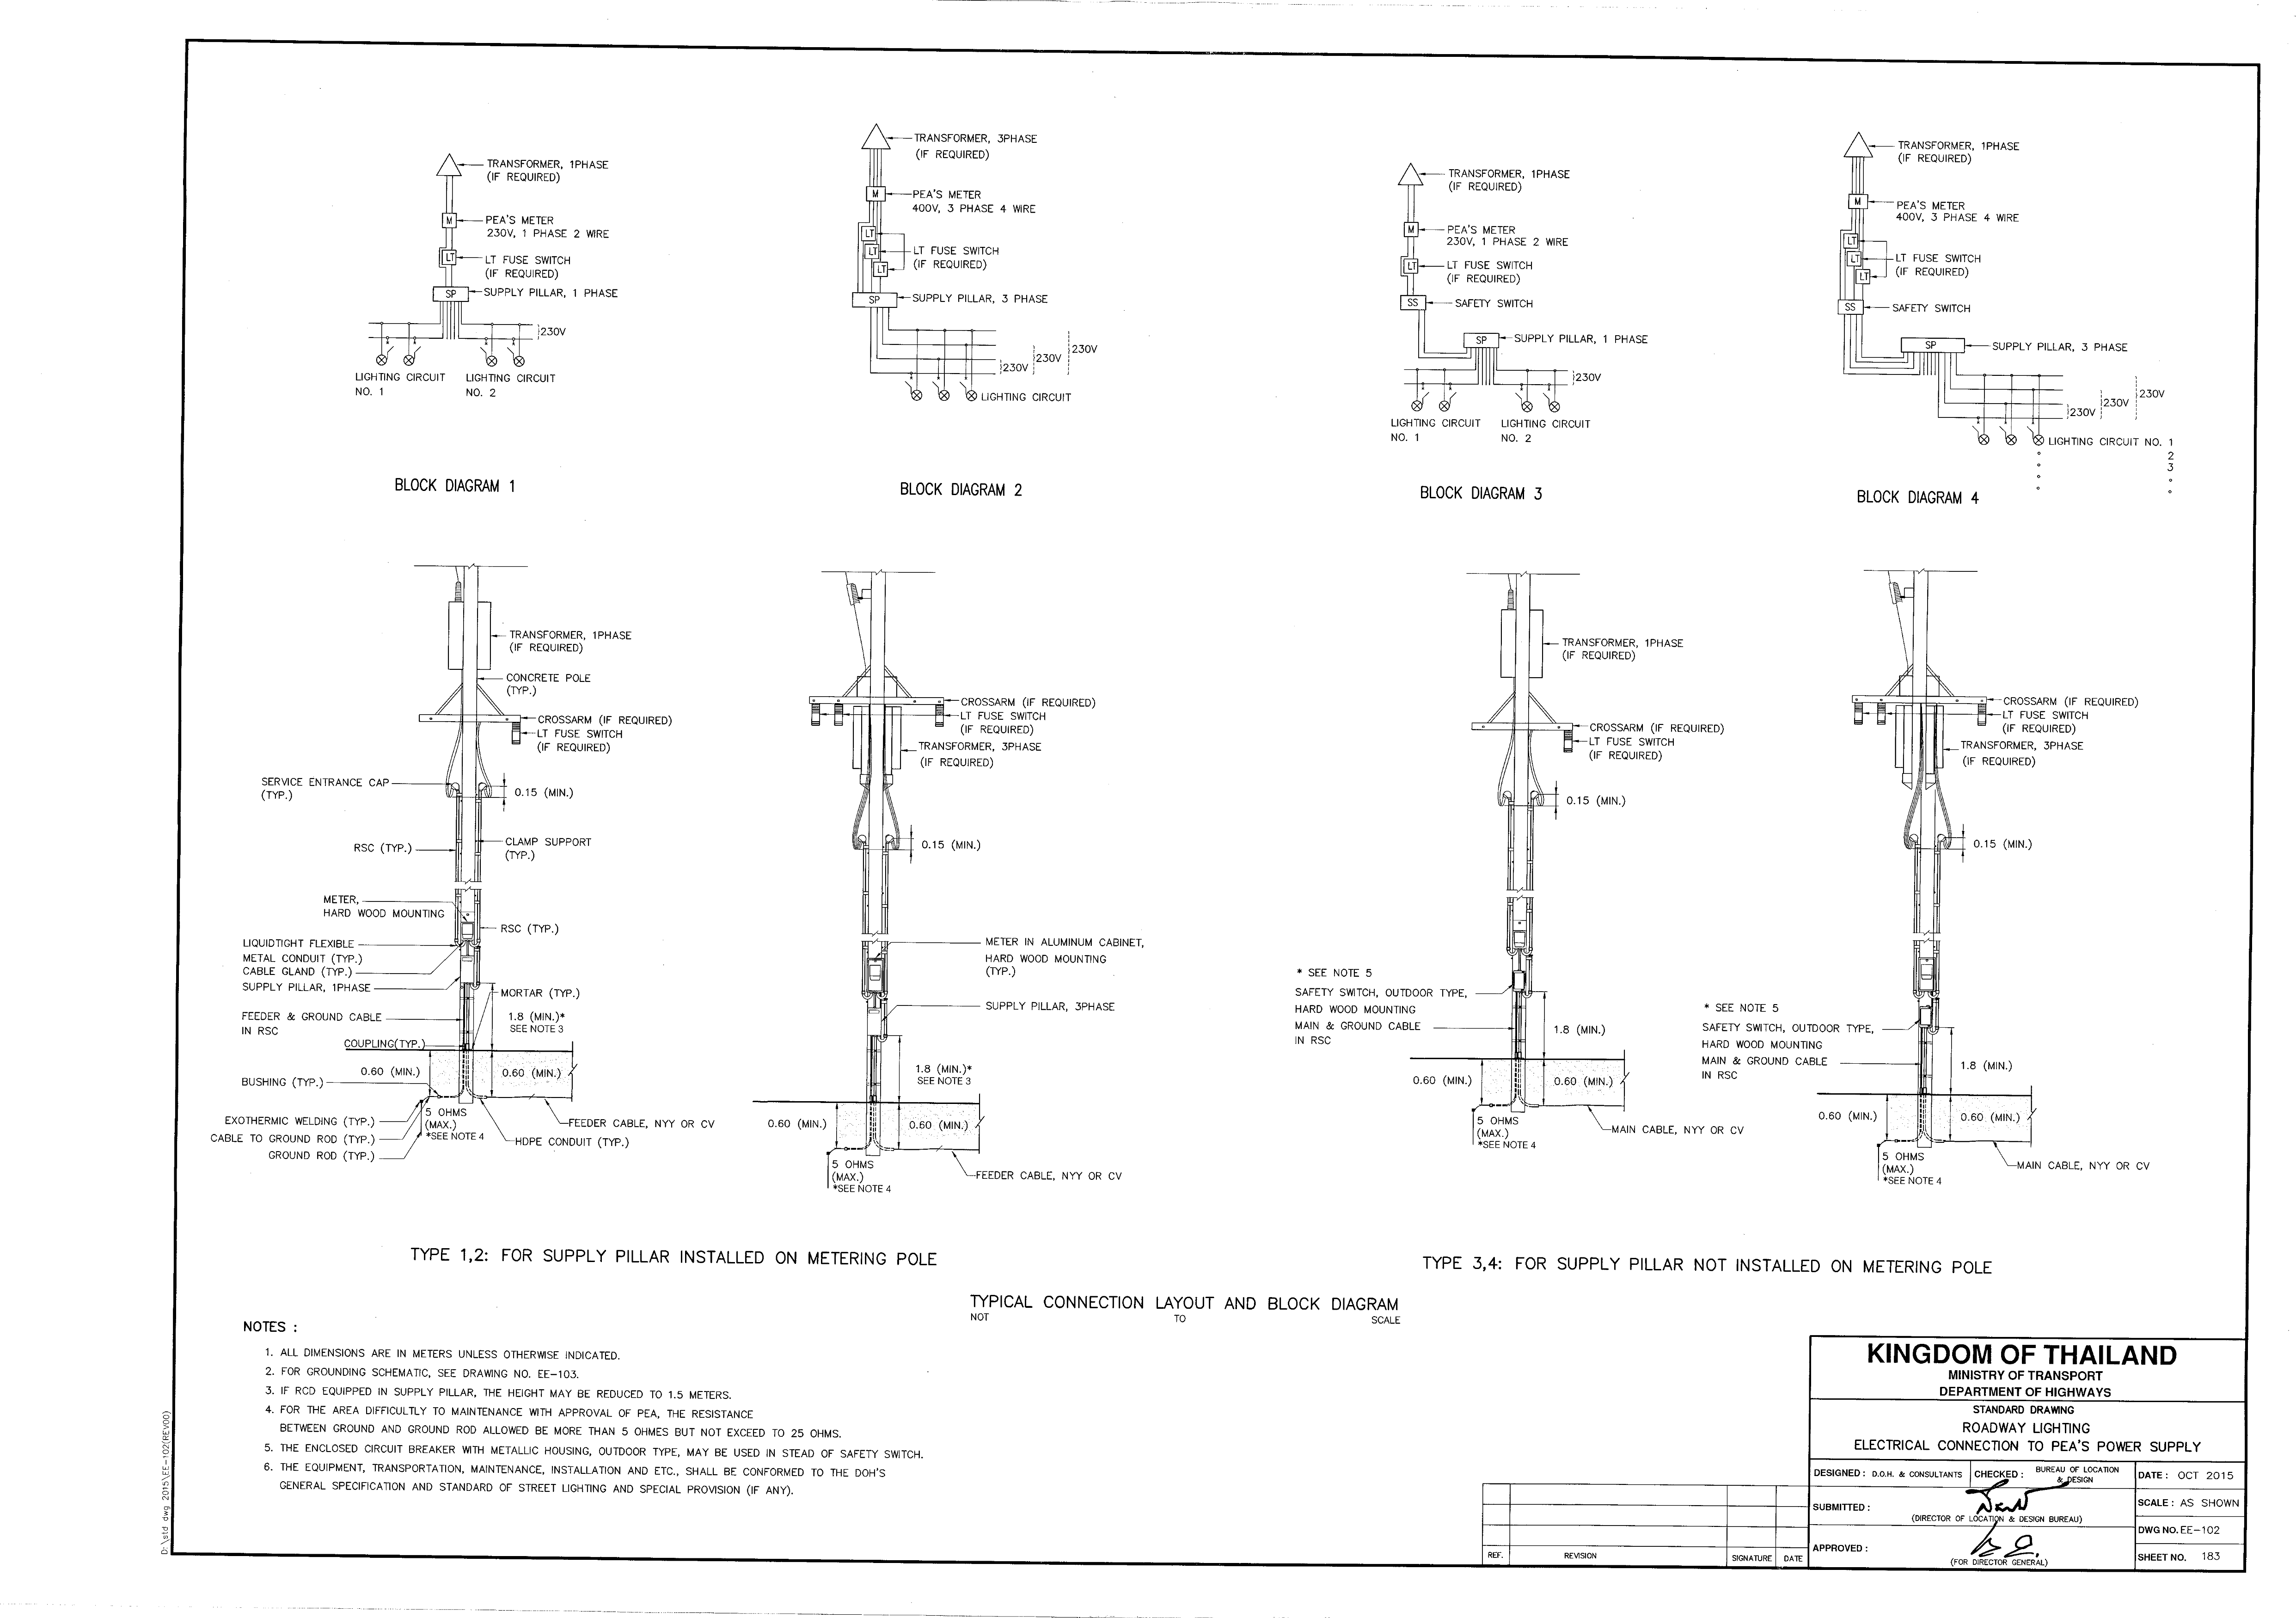 TRANSFORMER, 1PHASE
(IF REQUIRED)
M
PEA'S METER
230V, 1 PHASE 2 WIRE
LT
LT FUSE SWITCH
(IF REQUIRED)
SP
SUPPLY PILLAR, 1 PHASE
230V
LIGHTING CIRCUIT
NO. 1
LIGHTING CIRCUIT
NO. 2
BLOCK DIAGRAM 1
TRANSFORMER, 3PHASE
(IF REQUIRED)
M
PEA'S METER
400V, 3 PHASE 4 WIRE
LT
LT
LT
LT FUSE SWITCH
(IF REQUIRED)
SP
SUPPLY PILLAR, 3 PHASE
230V
230V
230V
LIGHTING CIRCUIT
BLOCK DIAGRAM 2
TRANSFORMER, 1PHASE
(IF REQUIRED)
M
PEA'S METER
230V, 1 PHASE 2 WIRE
LT
LT FUSE SWITCH
(IF REQUIRED)
SS
SAFETY SWITCH
SP
SUPPLY PILLAR, 1 PHASE
230V
LIGHTING CIRCUIT
NO. 1
LIGHTING CIRCUIT
NO. 2
BLOCK DIAGRAM 3
TRANSFORMER, 1PHASE
(IF REQUIRED)
M
PEA'S METER
400V, 3 PHASE 4 WIRE
LT
LT
LT
LT FUSE SWITCH
(IF REQUIRED)
SS
SAFETY SWITCH
SP
SUPPLY PILLAR, 3 PHASE
230V
230V
230V
LIGHTING CIRCUIT NO. 1
2
3
BLOCK DIAGRAM 4
TRANSFORMER, 1PHASE
(IF REQUIRED)
CONCRETE POLE
(TYP.)
CROSSARM (IF REQUIRED)
LT FUSE SWITCH
(IF REQUIRED)
SERVICE ENTRANCE CAP
(TYP.)
0.15 (MIN.)
RSC (TYP.)
CLAMP SUPPORT
(TYP.)
METER,
HARD WOOD MOUNTING
RSC (TYP.)
LIQUIDTIGHT FLEXIBLE
METAL CONDUIT (TYP.)
CABLE GLAND (TYP.)
SUPPLY PILLAR, 1PHASE
MORTAR (TYP.)
FEEDER & GROUND CABLE
IN RSC
1.8 (MIN.)*
SEE NOTE 3
COUPLING(TYP.)
0.60 (MIN.)
0.60 (MIN.)
BUSHING (TYP.)
EXOTHERMIC WELDING (TYP.)
CABLE TO GROUND ROD (TYP.)
GROUND ROD (TYP.)
5 OHMS
(MAX.)
*SEE NOTE 4
FEEDER CABLE, NYY OR CV
HDPE CONDUIT (TYP.)
CROSSARM (IF REQUIRED)
LT FUSE SWITCH
(IF REQUIRED)
TRANSFORMER, 3PHASE
(IF REQUIRED)
0.15 (MIN.)
METER IN ALUMINUM CABINET,
HARD WOOD MOUNTING
(TYP.)
SUPPLY PILLAR, 3PHASE
1.8 (MIN.)*
SEE NOTE 3
0.60 (MIN.)
0.60 (MIN.)
5 OHMS
(MAX.)
*SEE NOTE 4
FEEDER CABLE, NYY OR CV
TRANSFORMER, 1PHASE
(IF REQUIRED)
CROSSARM (IF REQUIRED)
LT FUSE SWITCH
(IF REQUIRED)
0.15 (MIN.)
* SEE NOTE 5
SAFETY SWITCH, OUTDOOR TYPE,
HARD WOOD MOUNTING
MAIN & GROUND CABLE
IN RSC
1.8 (MIN.)
0.60 (MIN.)
0.60 (MIN.)
5 OHMS
(MAX.)
*SEE NOTE 4
MAIN CABLE, NYY OR CV
CROSSARM (IF REQUIRED)
LT FUSE SWITCH
(IF REQUIRED)
TRANSFORMER, 3PHASE
(IF REQUIRED)
0.15 (MIN.)
* SEE NOTE 5
SAFETY SWITCH, OUTDOOR TYPE,
HARD WOOD MOUNTING
MAIN & GROUND CABLE
IN RSC
1.8 (MIN.)
0.60 (MIN.)
0.60 (MIN.)
5 OHMS
(MAX.)
*SEE NOTE 4
MAIN CABLE, NYY OR CV
TYPE 1,2: FOR SUPPLY PILLAR INSTALLED ON METERING POLE
TYPE 3,4: FOR SUPPLY PILLAR NOT INSTALLED ON METERING POLE
TYPICAL CONNECTION LAYOUT AND BLOCK DIAGRAM
NOT TO SCALE
NOTES :
1. ALL DIMENSIONS ARE IN METERS UNLESS OTHERWISE INDICATED.
2. FOR GROUNDING SCHEMATIC, SEE DRAWING NO. EE-103.
3. IF RCD EQUIPPED IN SUPPLY PILLAR, THE HEIGHT MAY BE REDUCED TO 1.5 METERS.
4. FOR THE AREA DIFFICULTLY TO MAINTENANCE WITH APPROVAL OF PEA, THE RESISTANCE
BETWEEN GROUND AND GROUND ROD ALLOWED BE MORE THAN 5 OHMES BUT NOT EXCEED TO 25 OHMS.
5. THE ENCLOSED CIRCUIT BREAKER WITH METALLIC HOUSING, OUTDOOR TYPE, MAY BE USED IN STEAD OF SAFETY SWITCH.
6. THE EQUIPMENT, TRANSPORTATION, MAINTENANCE, INSTALLATION AND ETC., SHALL BE CONFORMED TO THE DOH'S
GENERAL SPECIFICATION AND STANDARD OF STREET LIGHTING AND SPECIAL PROVISION (IF ANY).
D:\std dwg 2015\EE-102(REV00)
REF. REVISION SIGNATURE DATE
KINGDOM OF THAILAND
MINISTRY OF TRANSPORT
DEPARTMENT OF HIGHWAYS
STANDARD DRAWING
ROADWAY LIGHTING
ELECTRICAL CONNECTION TO PEA'S POWER SUPPLY
DESIGNED : D.O.H. & CONSULTANTS
CHECKED : BUREAU OF LOCATION
& DESIGN
DATE : OCT 2015
SUBMITTED :
(DIRECTOR OF LOCATION & DESIGN BUREAU)
SCALE : AS SHOWN
DWG NO. EE-102
APPROVED :
(FOR DIRECTOR GENERAL)
SHEET NO. 183